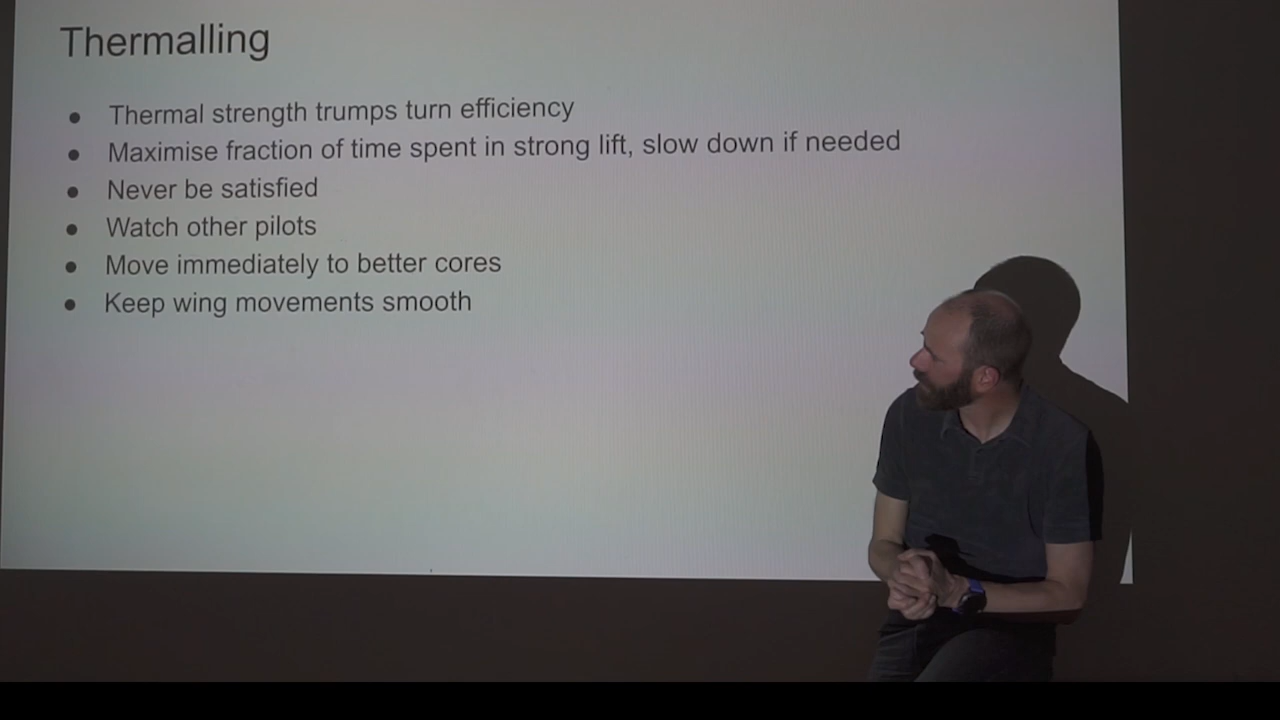 Thermalling
● Thermal strength trumps turn efficiency
● Maximise fraction of time spent in strong lift, slow down if needed
● Never be satisfied
● Watch other pilots
● Move immediately to better cores
● Keep wing movements smooth